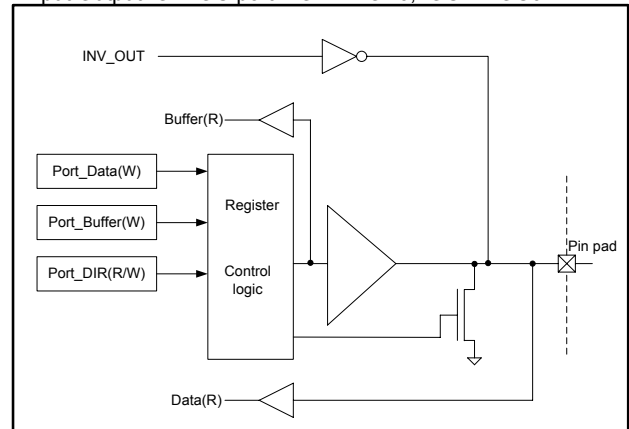 INV_OUT
Buffer(R)
Port_Data(W)
Port_Buffer(W)
Port_DIR(R/W)
Register
Control
logic
Pin pad
Data(R)